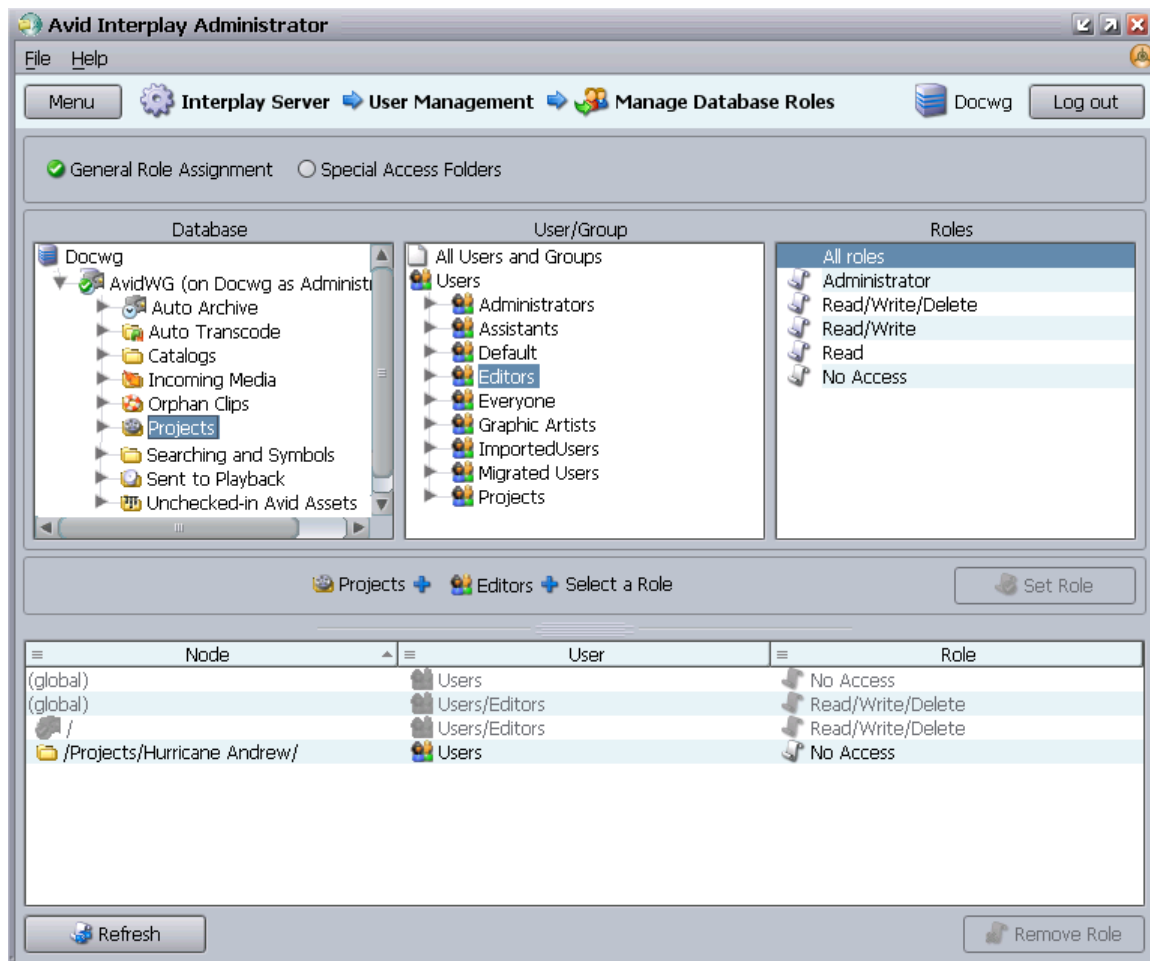 Avid Interplay Administrator
File Help
Menu Interplay Server User Management Manage Database Roles Docwg Log out
General Role Assignment Special Access Folders
Database
Docwg
AvidWG (on Docwg as Administr
Auto Archive
Auto Transcode
Catalogs
Incoming Media
Orphan Clips
Projects
Searching and Symbols
Sent to Playback
Unchecked-in Avid Assets
User/Group
All Users and Groups
Users
Administrators
Assistants
Default
Editors
Everyone
Graphic Artists
ImportedUsers
Migrated Users
Projects
Roles
All roles
Administrator
Read/Write/Delete
Read/Write
Read
No Access
Projects Editors Select a Role Set Role
Node User Role
(global) Users No Access
(global) Users/Editors Read/Write/Delete
/ Users/Editors Read/Write/Delete
/Projects/Hurricane Andrew/ Users No Access
Refresh Remove Role